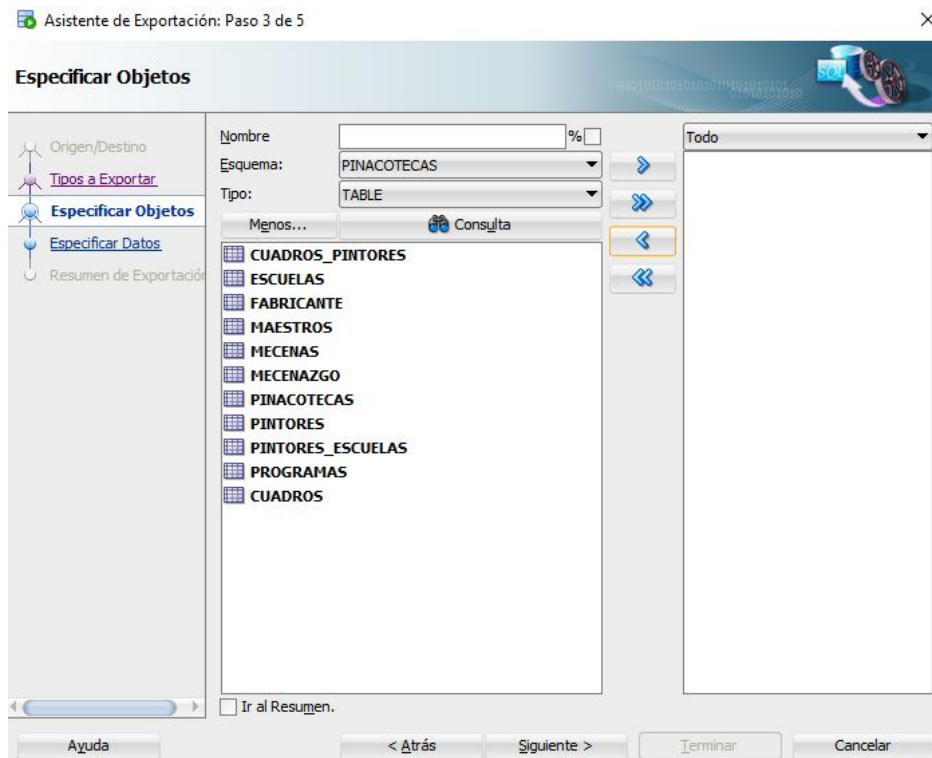 Asistente de Exportación: Paso 3 de 5
Especificar Objetos
SQL
Origen/Destino
Tipos a Exportar
Especificar Objetos
Especificar Datos
Resumen de Exportación
Nombre
%
Esquema:
PINACOTECAS
Tipo:
TABLE
Menos...
Consulta
CUADROS_PINTORES
ESCUELAS
FABRICANTE
MAESTROS
MECENAS
MECENAZGO
PINACOTECAS
PINTORES
PINTORES_ESCUELAS
PROGRAMAS
CUADROS
Todo
Ir al Resumen.
Ayuda
< Atrás
Siguiente >
Terminar
Cancelar